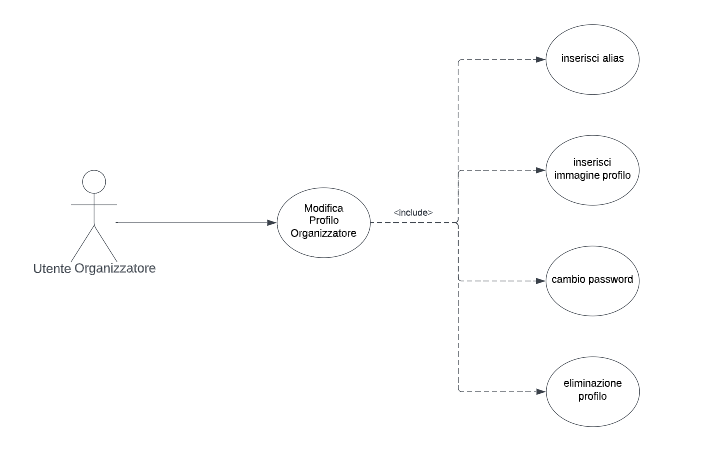 inserisci alias
inserisci
immagine profilo
<include>
Modifica
Profilo
Organizzatore
Utente Organizzatore
cambio password
eliminazione
profilo